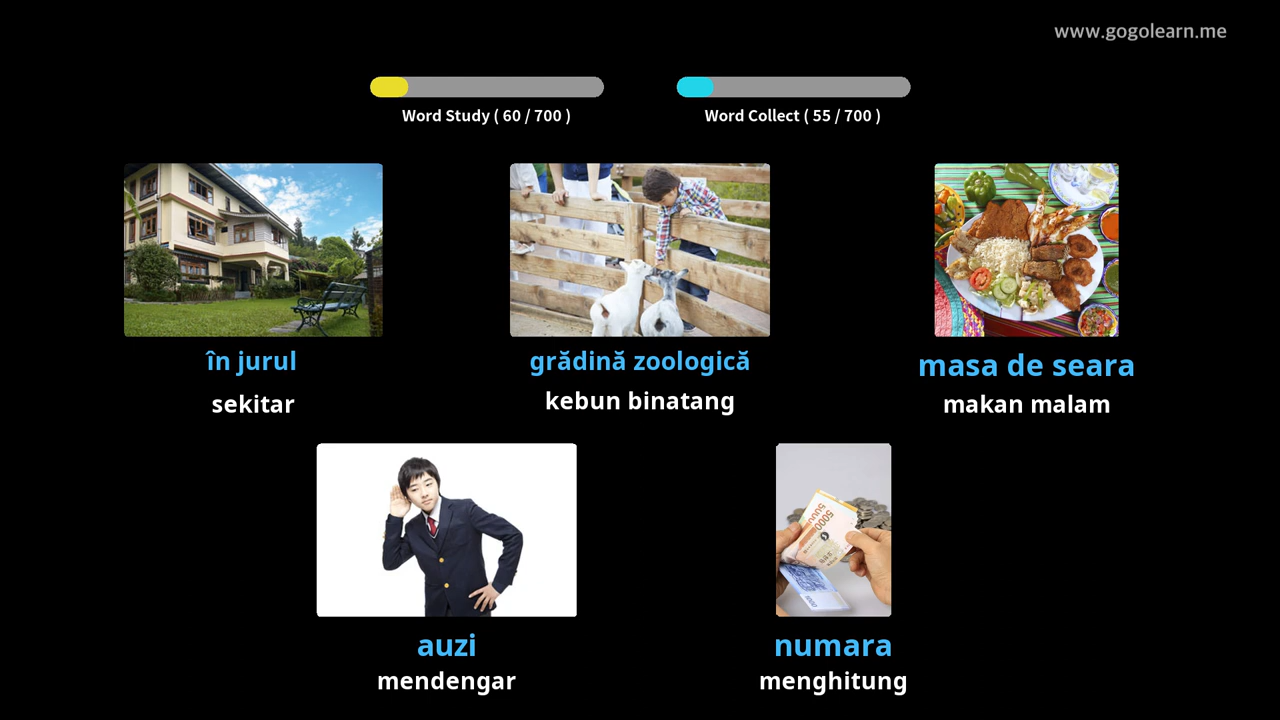 www.gogolearn.me
Word Study ( 60 / 700 )
Word Collect ( 55 / 700 )
în jurul
sekitar
grădină zoologică
kebun binatang
masa de seara
makan malam
auzi
mendengar
numara
menghitung
5000